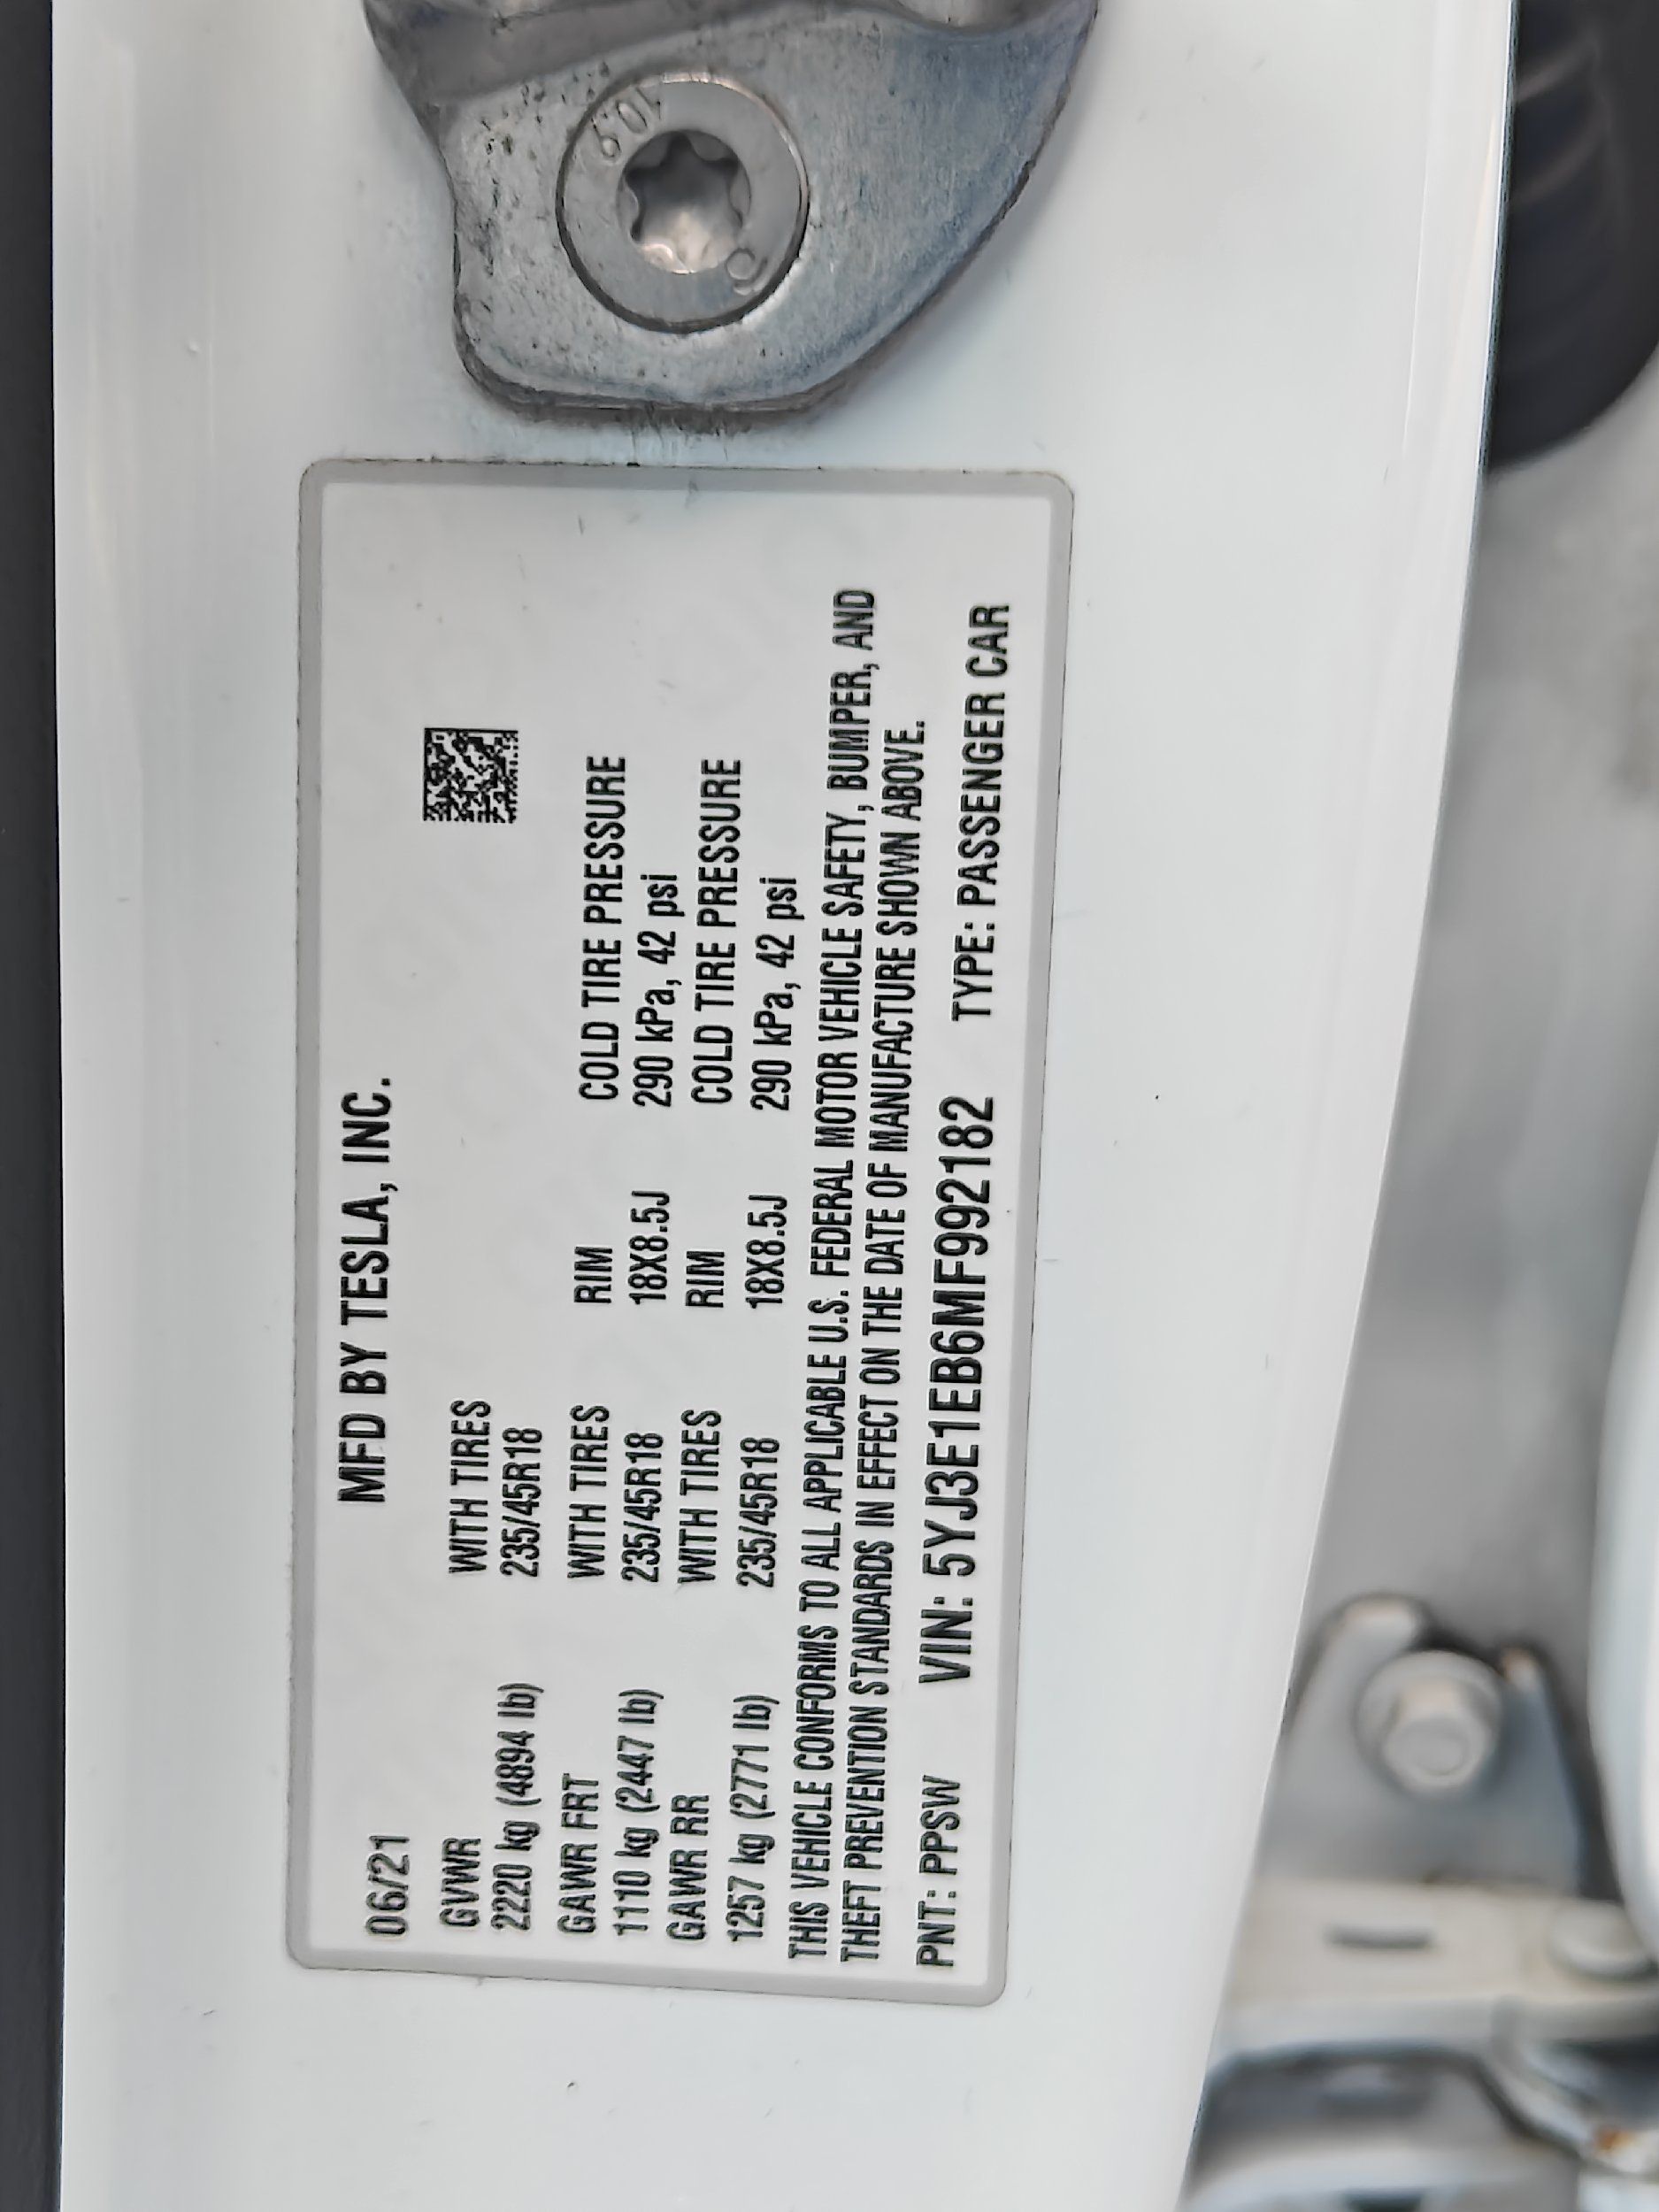 10.9
06/21 MFD BY TESLA, INC.
GVWR WITH TIRES
2220 kg (4894 lb) 235/45R18
GAWR FRT WITH TIRES RIM COLD TIRE PRESSURE
1110 kg (2447 lb) 235/45R18 18X8.5J 290 kPa, 42 psi
GAWR RR WITH TIRES RIM COLD TIRE PRESSURE
1257 kg (2771 lb) 235/45R18 18X8.5J 290 kPa, 42 psi
THIS VEHICLE CONFORMS TO ALL APPLICABLE U.S. FEDERAL MOTOR VEHICLE SAFETY, BUMPER, AND
THEFT PREVENTION STANDARDS IN EFFECT ON THE DATE OF MANUFACTURE SHOWN ABOVE.
PNT: PPSW VIN: 5YJ3E1EB6MF992182 TYPE: PASSENGER CAR